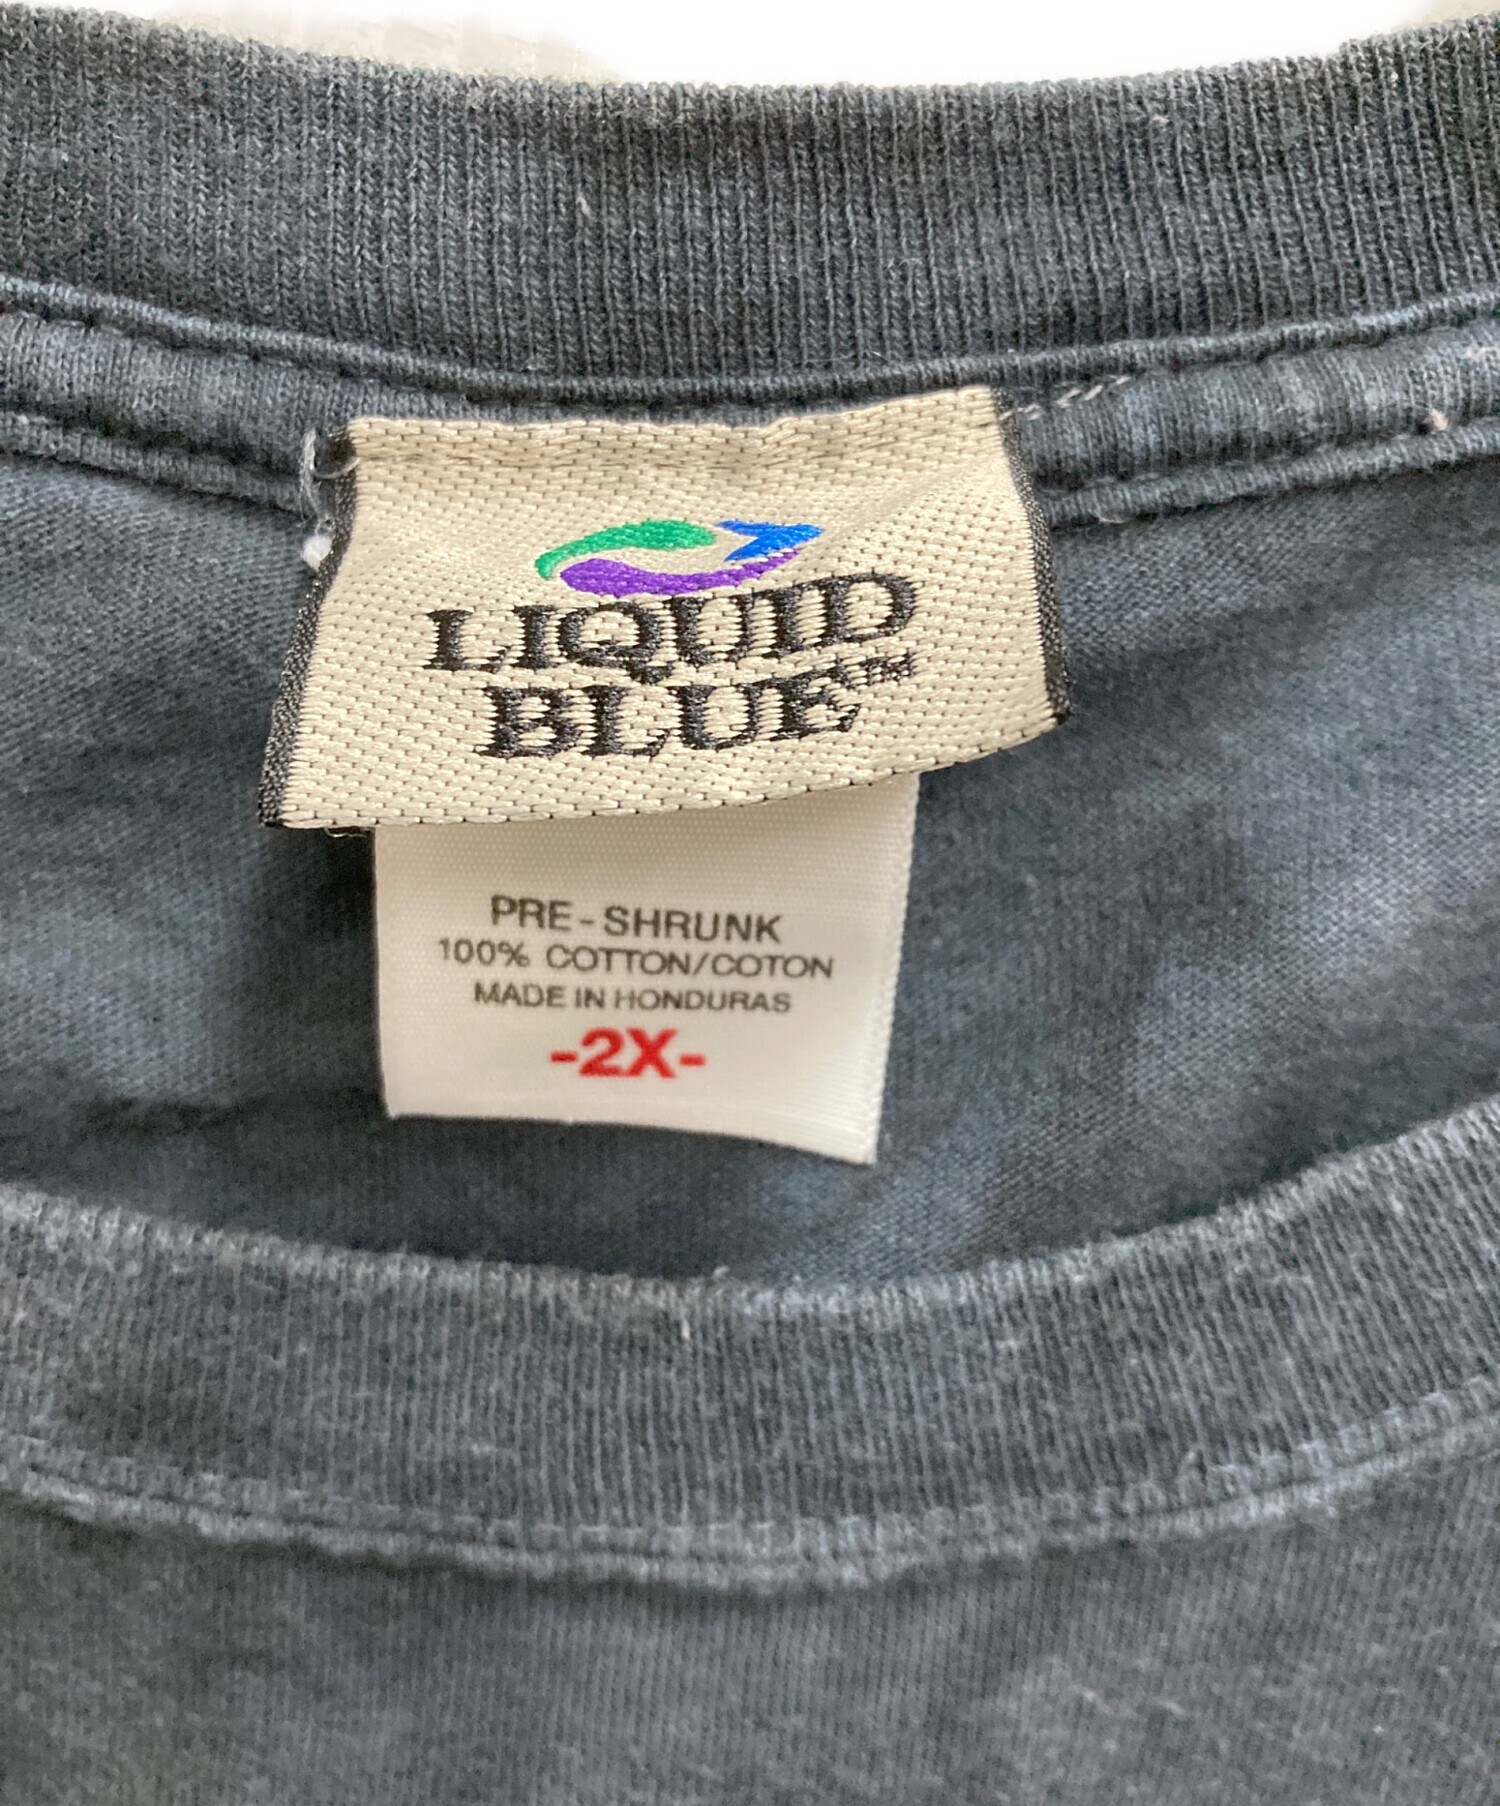 LIQUID
BLUE™
PRE-SHRUNK
100% COTTON/COTON
MADE IN HONDURAS
-2X-